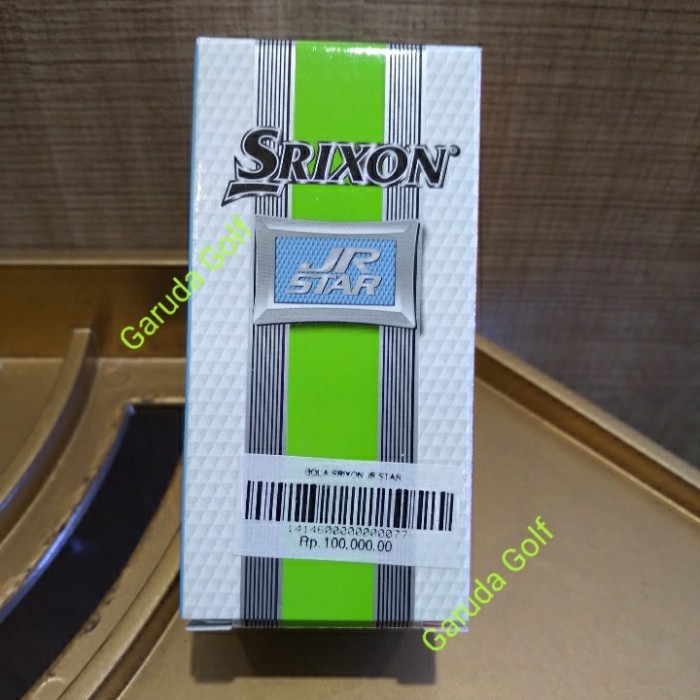 SRIXON
JR
STAR
Garuda Golf
BOLA SRIXON JR STAR
Rp.100,000.00
Garuda Golf